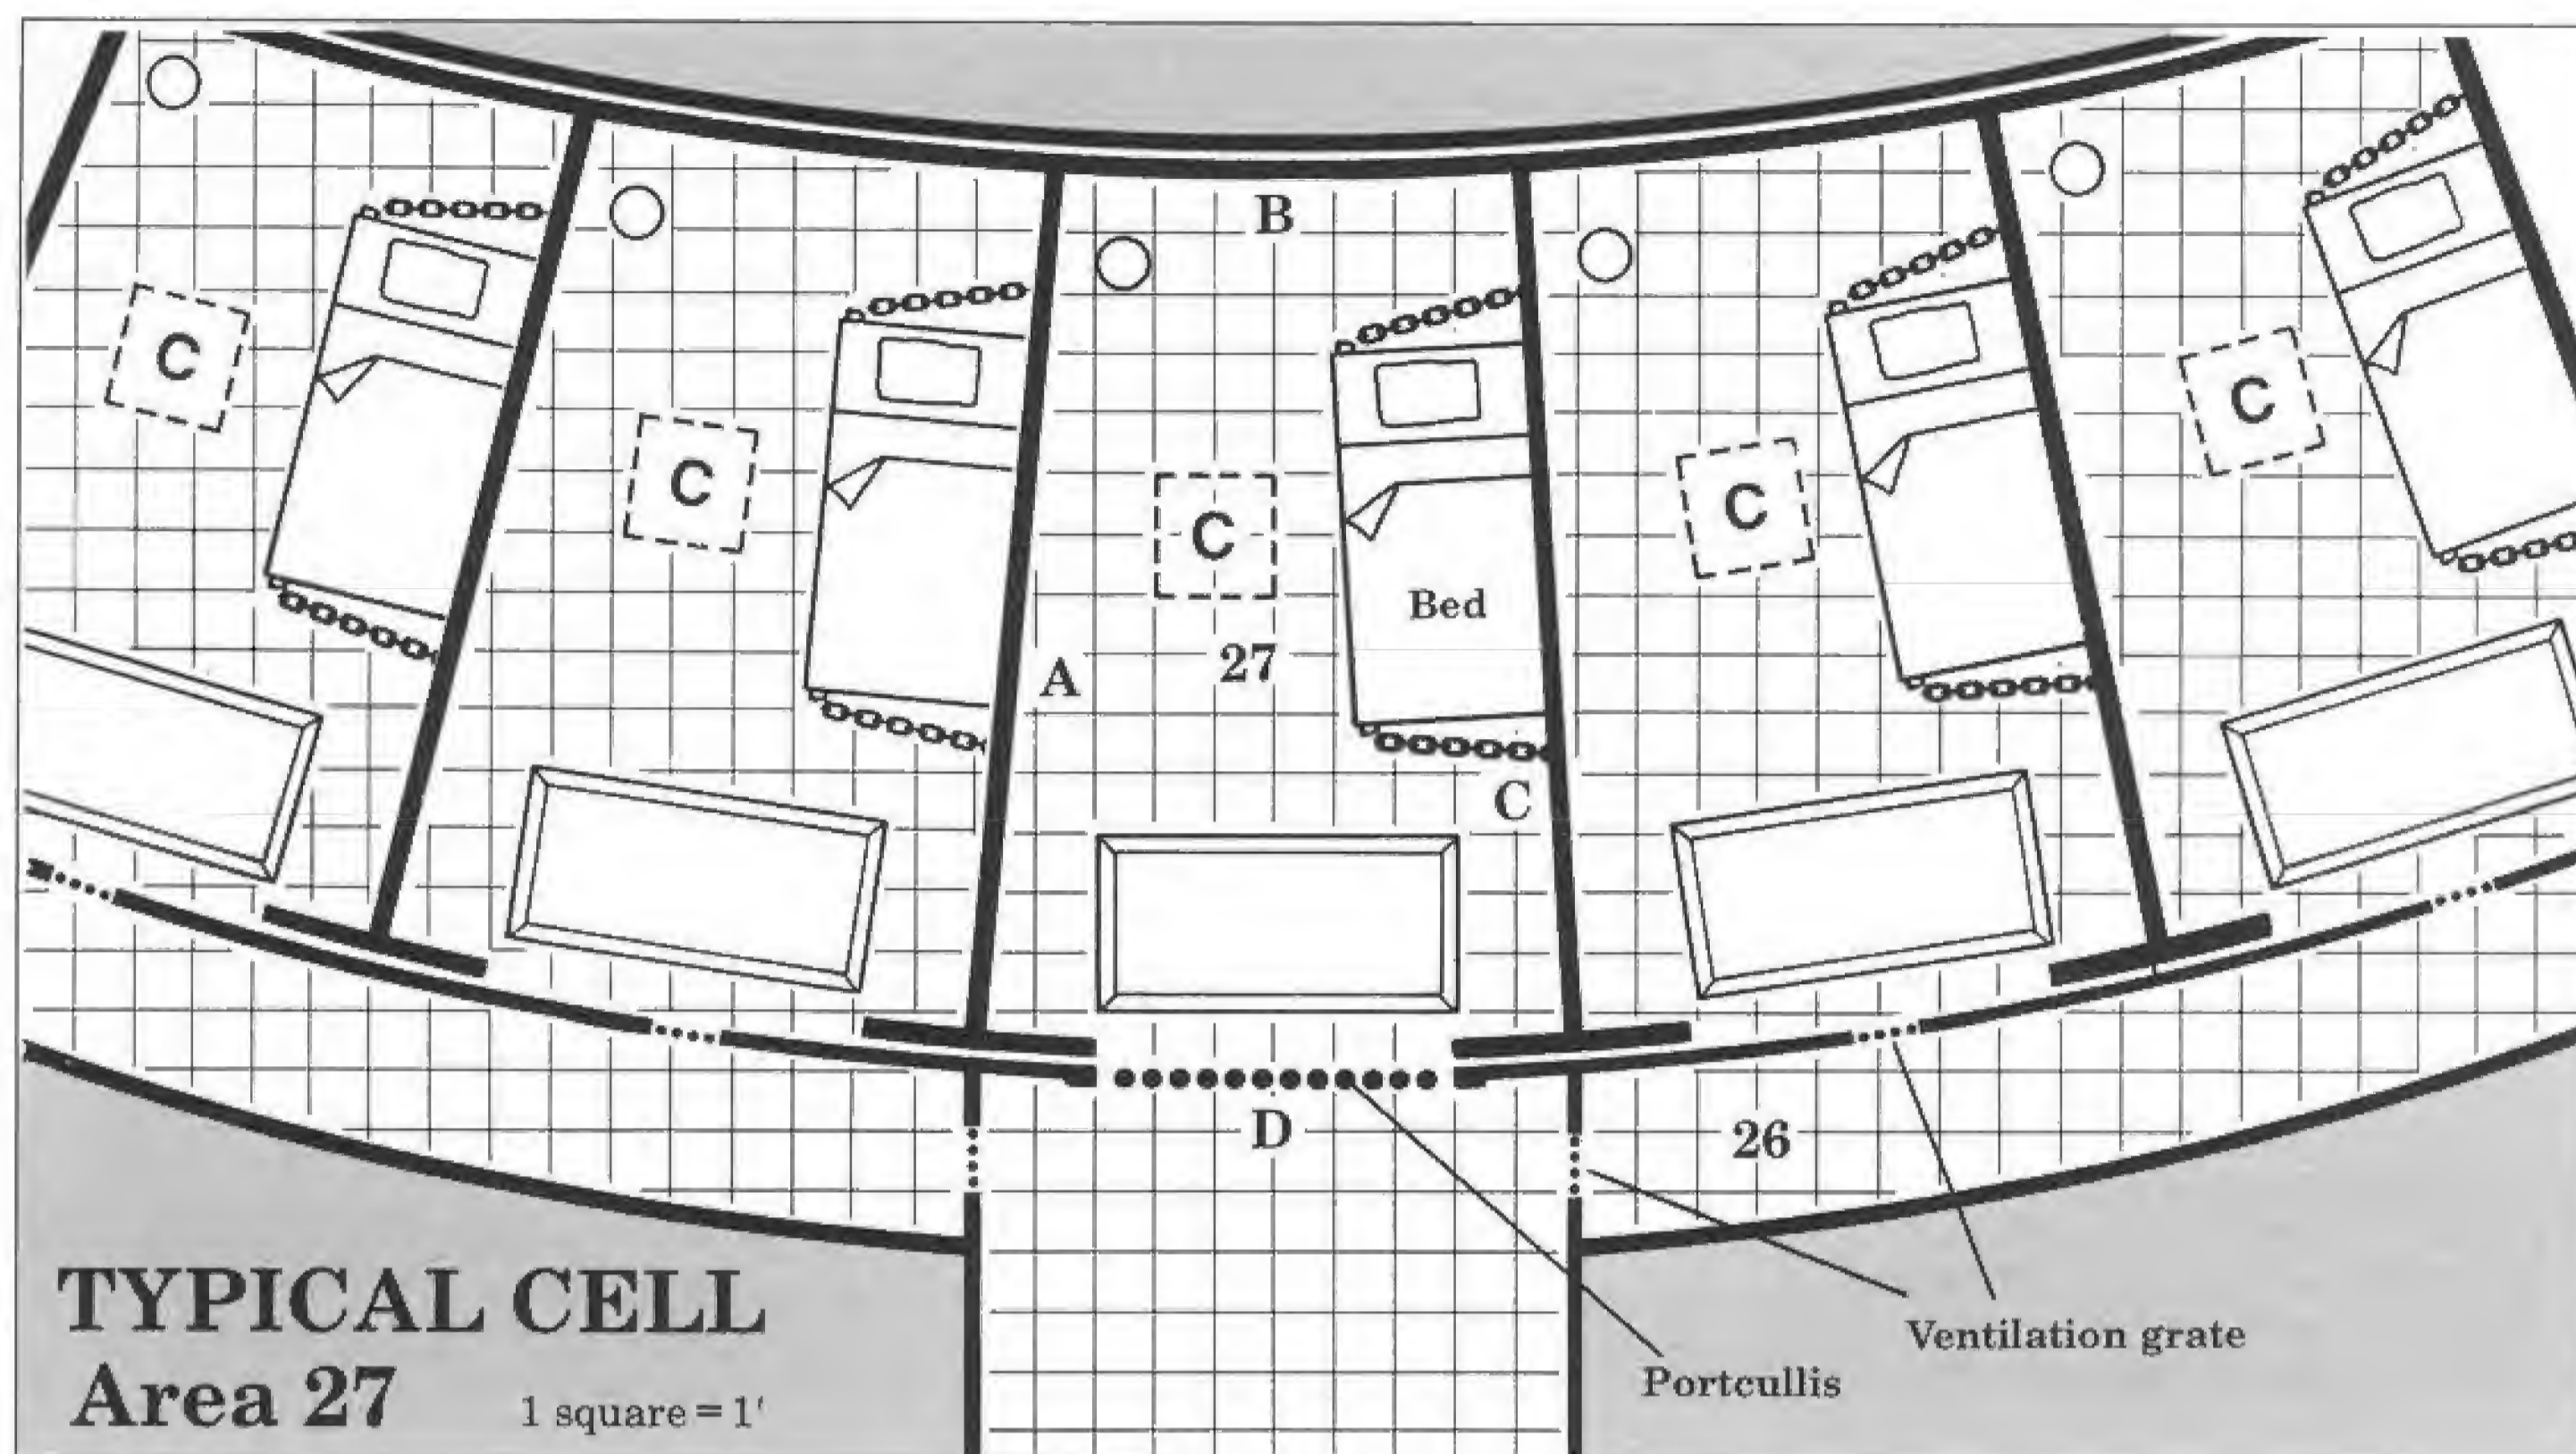 B
C
C
C
C
C
Bed
27
A
C
D
26
TYPICAL CELL
Area 27
1 square = 1'
Ventilation grate
Portcullis